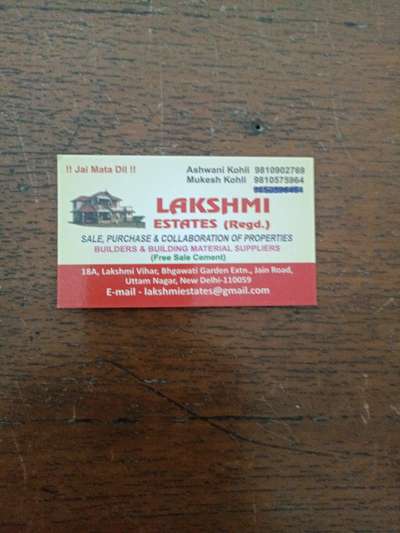 !! Jai Mata Di! !!
Ashwani Kohli 9810902769
Mukesh Kohli 9810575964
LAKSHMI
ESTATES (Regd.)
SALE, PURCHASE & COLLABORATION OF PROPERTIES
BUILDERS & BUILDING MATERIAL SUPPLIERS
(Free Sale Cement)
18A, Lakshmi Vihar, Bhgawati Garden Extn., Jain Road,
Uttam Nagar, New Delhi-110059
E-mail - lakshmiestates@gmail.com